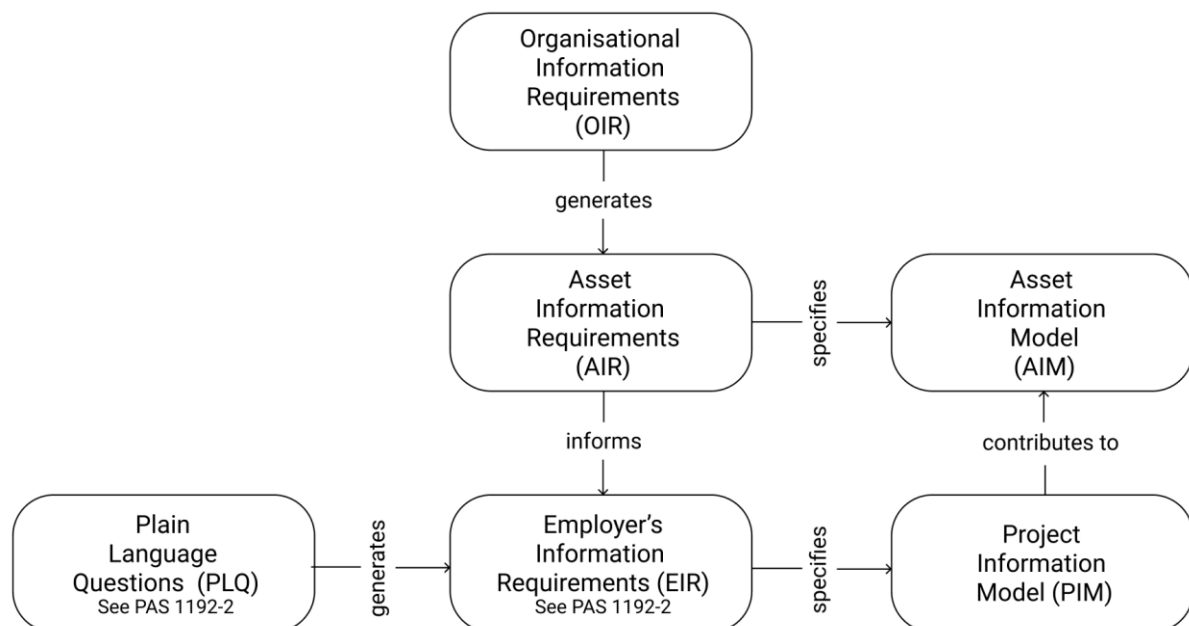 Organisational
Information
Requirements
(OIR)
generates
Asset
Information
Requirements
(AIR)
specifies
Asset
Information
Model
(AIM)
informs
contributes to
Plain
Language
Questions (PLQ)
See PAS 1192-2
generates
Employer’s
Information
Requirements (EIR)
See PAS 1192-2
specifies
Project
Information
Model (PIM)